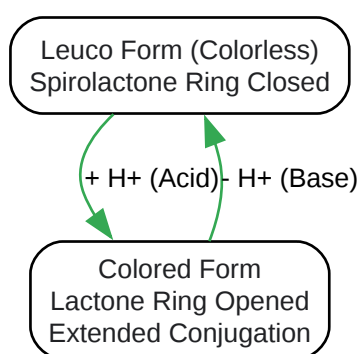 Leuco Form (Colorless)
Spirolactone Ring Closed
+ H+ (Acid)
- H+ (Base)
Colored Form
Lactone Ring Opened
Extended Conjugation